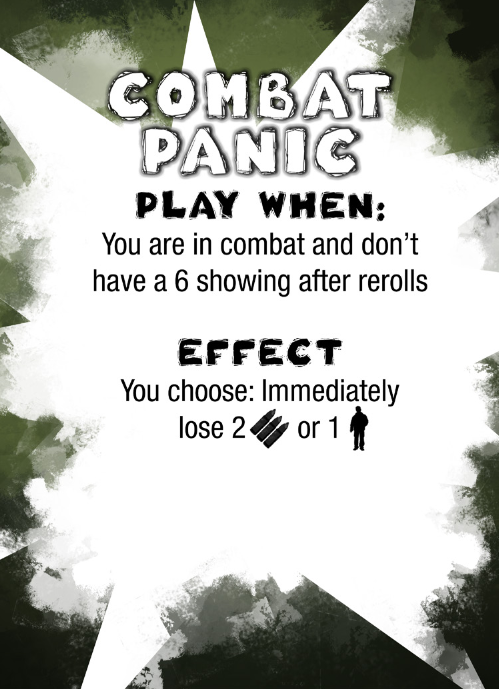 COMBAT
PANIC
PLAY WHEN:
You are in combat and don't
have a 6 showing after rerolls
EFFECT
You choose: Immediately
lose 2 or 1